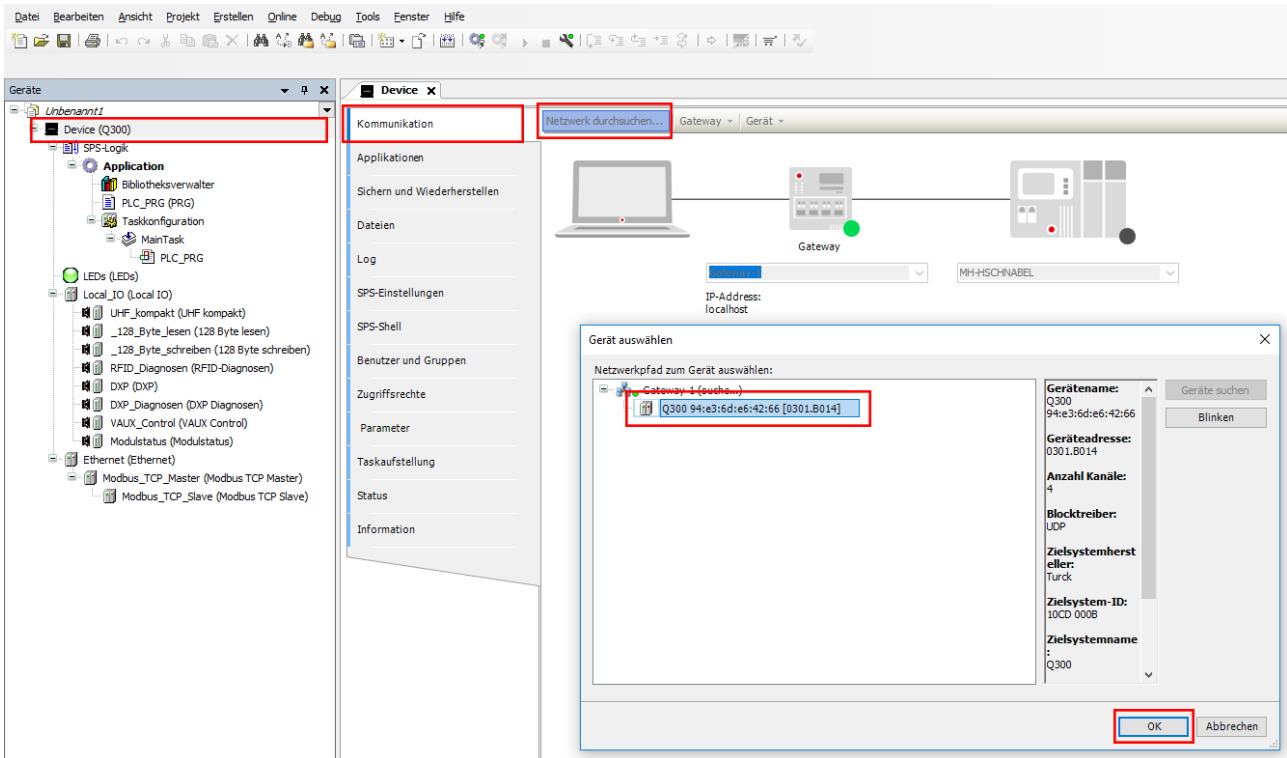 Datei Bearbeiten Ansicht Projekt Erstellen Online Debug Tools Fenster Hilfe
Geräte
Unbenannt1
Device (Q300)
SPS-Logik
Application
Bibliotheksverwalter
PLC_PRG (PRG)
Taskkonfiguration
MainTask
PLC_PRG
LEDs (LEDs)
Local_IO (Local IO)
UHF_kompakt (UHF kompakt)
_128_Byte_lesen (128 Byte lesen)
_128_Byte_schreiben (128 Byte schreiben)
RFID_Diagnosen (RFID-Diagnosen)
DXP (DXP)
DXP_Diagnosen (DXP Diagnosen)
VAUX_Control (VAUX Control)
Modulstatus (Modulstatus)
Ethernet (Ethernet)
Modbus_TCP_Master (Modbus TCP Master)
Modbus_TCP_Slave (Modbus TCP Slave)
Device
Kommunikation
Applikationen
Sichern und Wiederherstellen
Dateien
Log
SPS-Einstellungen
SPS-Shell
Benutzer und Gruppen
Zugriffsrechte
Parameter
Taskaufstellung
Status
Information
Netzwerk durchsuchen... Gateway Gerät
Gateway
Gateway-1
MH-HSCHNABEL
IP-Address:
localhost
Gerät auswählen
Netzwerkpfad zum Gerät auswählen:
Gateway-1 (suche...)
Q300 94:e3:6d:e6:42:66 [0301.B014]
Gerätename:
Q300
94:e3:6d:e6:42:66
Geräteadresse:
0301.B014
Anzahl Kanäle:
4
Blocktreiber:
UDP
Zielsystemherst
eller:
Turck
Zielsystem-ID:
10CD 000B
Zielsystemname
:
Q300
Geräte suchen
Blinken
OK Abbrechen